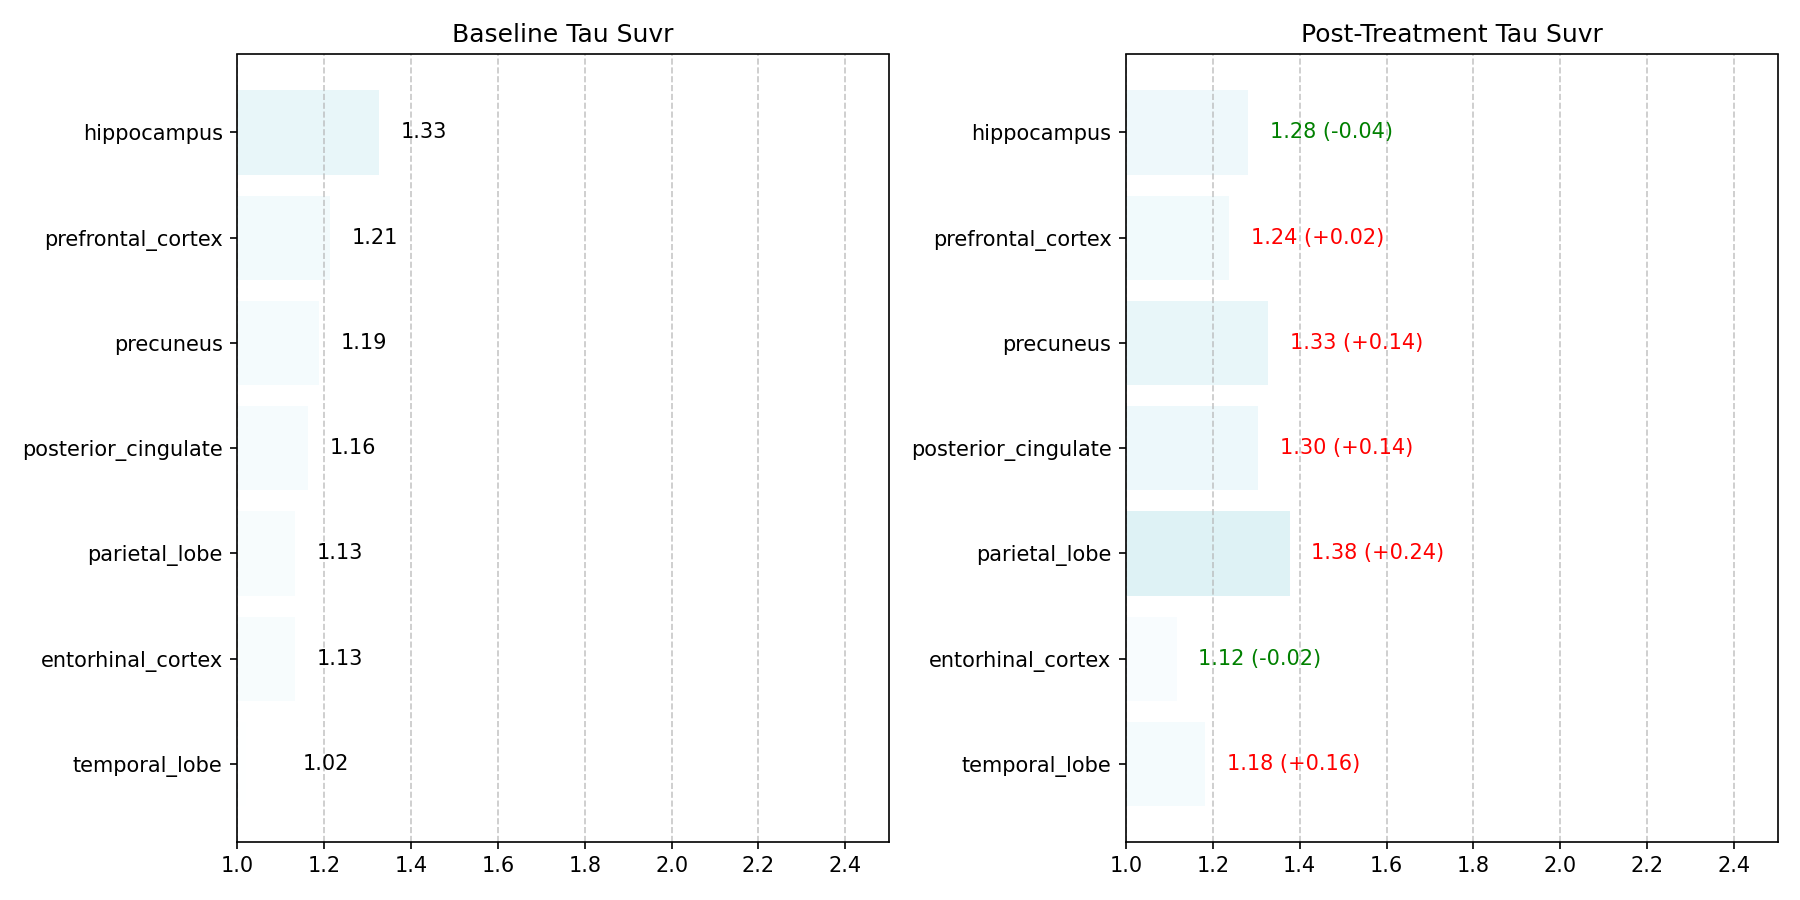 Baseline Tau Suvr
hippocampus 1.33
prefrontal_cortex 1.21
precuneus 1.19
posterior_cingulate 1.16
parietal_lobe 1.13
entorhinal_cortex 1.13
temporal_lobe 1.02
1.0 1.2 1.4 1.6 1.8 2.0 2.2 2.4
Post-Treatment Tau Suvr
hippocampus 1.28 (-0.04)
prefrontal_cortex 1.24 (+0.02)
precuneus 1.33 (+0.14)
posterior_cingulate 1.30 (+0.14)
parietal_lobe 1.38 (+0.24)
entorhinal_cortex 1.12 (-0.02)
temporal_lobe 1.18 (+0.16)
1.0 1.2 1.4 1.6 1.8 2.0 2.2 2.4